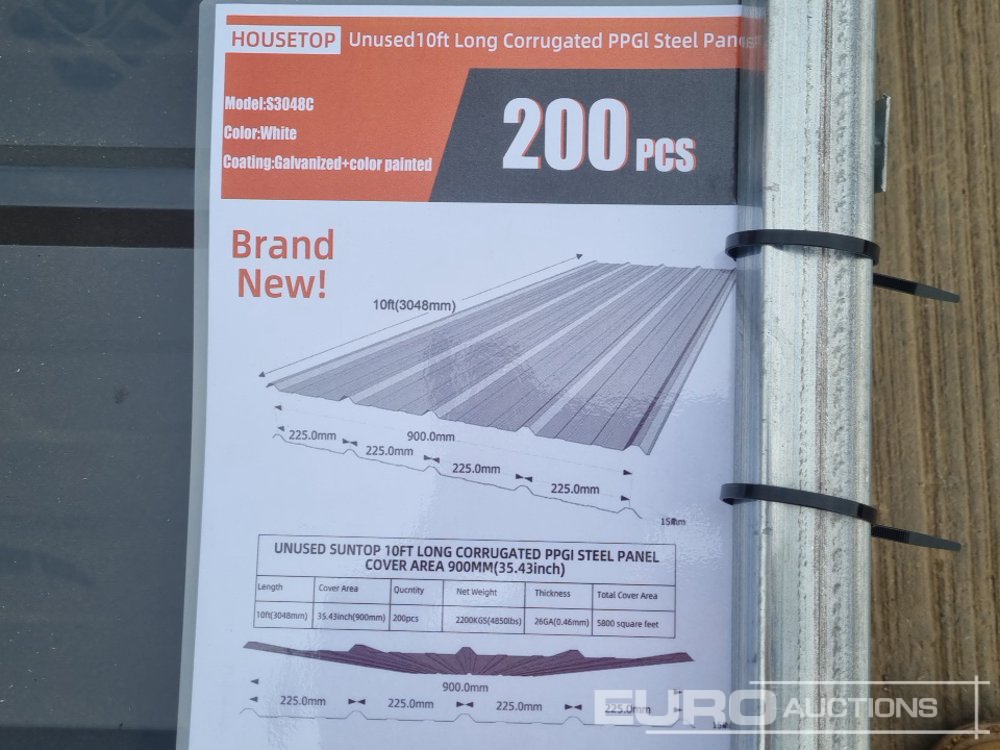 HOUSETOP Unused10ft Long Corrugated PPGl Steel Panels
Model:S3048C
Color:White
Coating:Galvanized+color painted
200 PCS
Brand
New!
10ft(3048mm)
900.0mm
225.0mm
225.0mm
225.0mm
225.0mm
15mm
UNUSED SUNTOP 10FT LONG CORRUGATED PPGI STEEL PANEL
COVER AREA 900MM(35.43inch)
Length Cover Area Qucntity Net Weight Thickness Total Cover Area
10ft(3048mm) 35.43inch(900mm) 200pcs 2200KGS(4850lbs) 26GA(0.46mm) 5800 square feet
900.0mm
225.0mm 225.0mm 225.0mm 225.0mm
EURO AUCTIONS